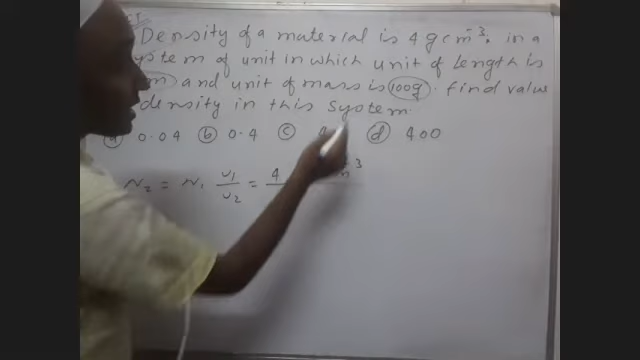 Density of a material is 4 g cm⁻³. in a
system of unit in which unit of length is
m and unit of mass is 100g. find value
density in this system.
(a) 0.04 (b) 0.4 (c) (d) 400
N₂ = N₁ u₁/u₂ = 4